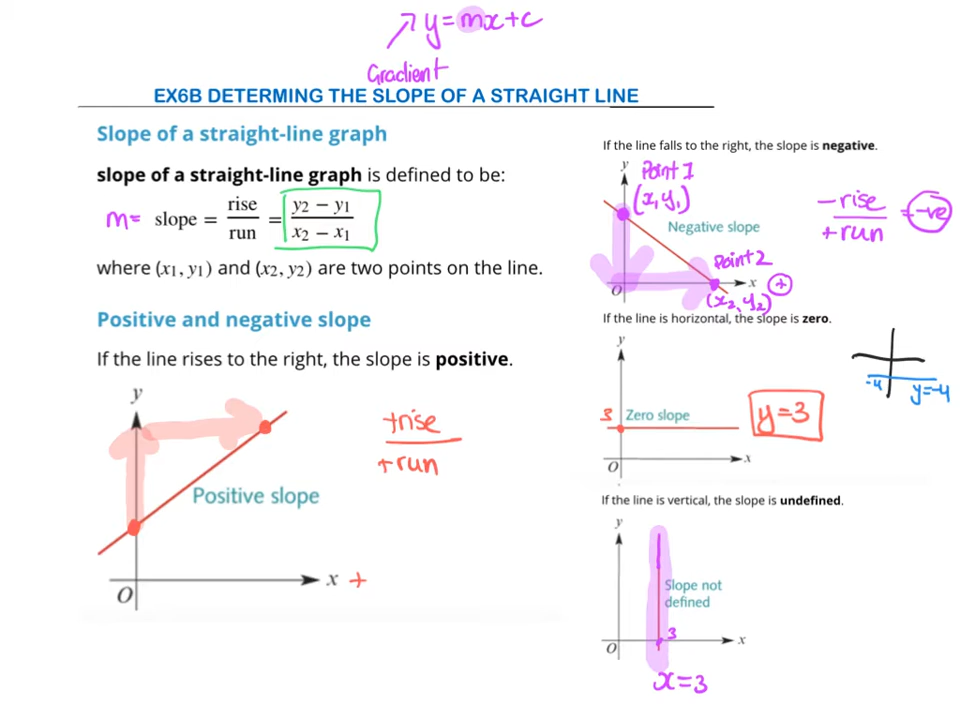 y=mx+c
Gradient
EX6B DETERMING THE SLOPE OF A STRAIGHT LINE
Slope of a straight-line graph
slope of a straight-line graph is defined to be:
m= slope = rise/run = (y2 − y1)/(x2 − x1)
where (x1, y1) and (x2, y2) are two points on the line.
Positive and negative slope
If the line rises to the right, the slope is positive.
y
+rise
+run
Positive slope
x +
O
If the line falls to the right, the slope is negative.
y
Point 1
(x, y,)
Negative slope
−rise
+run
=-ve
Point 2
x +
O
(x2, y2)
If the line is horizontal, the slope is zero.
y
3 Zero slope
y=3
x
O
-4
y=-4
If the line is vertical, the slope is undefined.
y
Slope not
defined
3
x
O
x=3